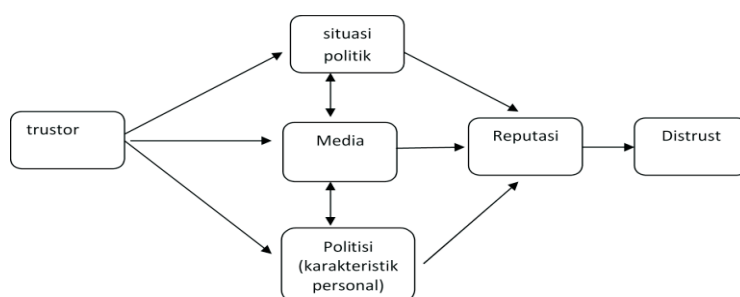 situasi
politik
trustor
Media
Reputasi
Distrust
Politisi
(karakteristik
personal)